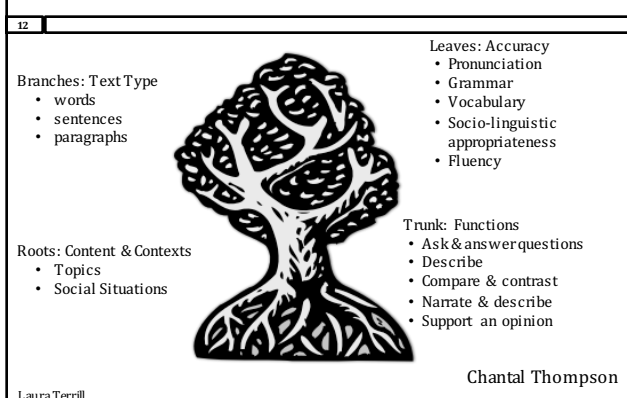 12
Branches: Text Type
• words
• sentences
• paragraphs
Roots: Content & Contexts
• Topics
• Social Situations
Leaves: Accuracy
• Pronunciation
• Grammar
• Vocabulary
• Socio-linguistic
appropriateness
• Fluency
Trunk: Functions
• Ask & answer questions
• Describe
• Compare & contrast
• Narrate & describe
• Support an opinion
Chantal Thompson
Laura Terrill